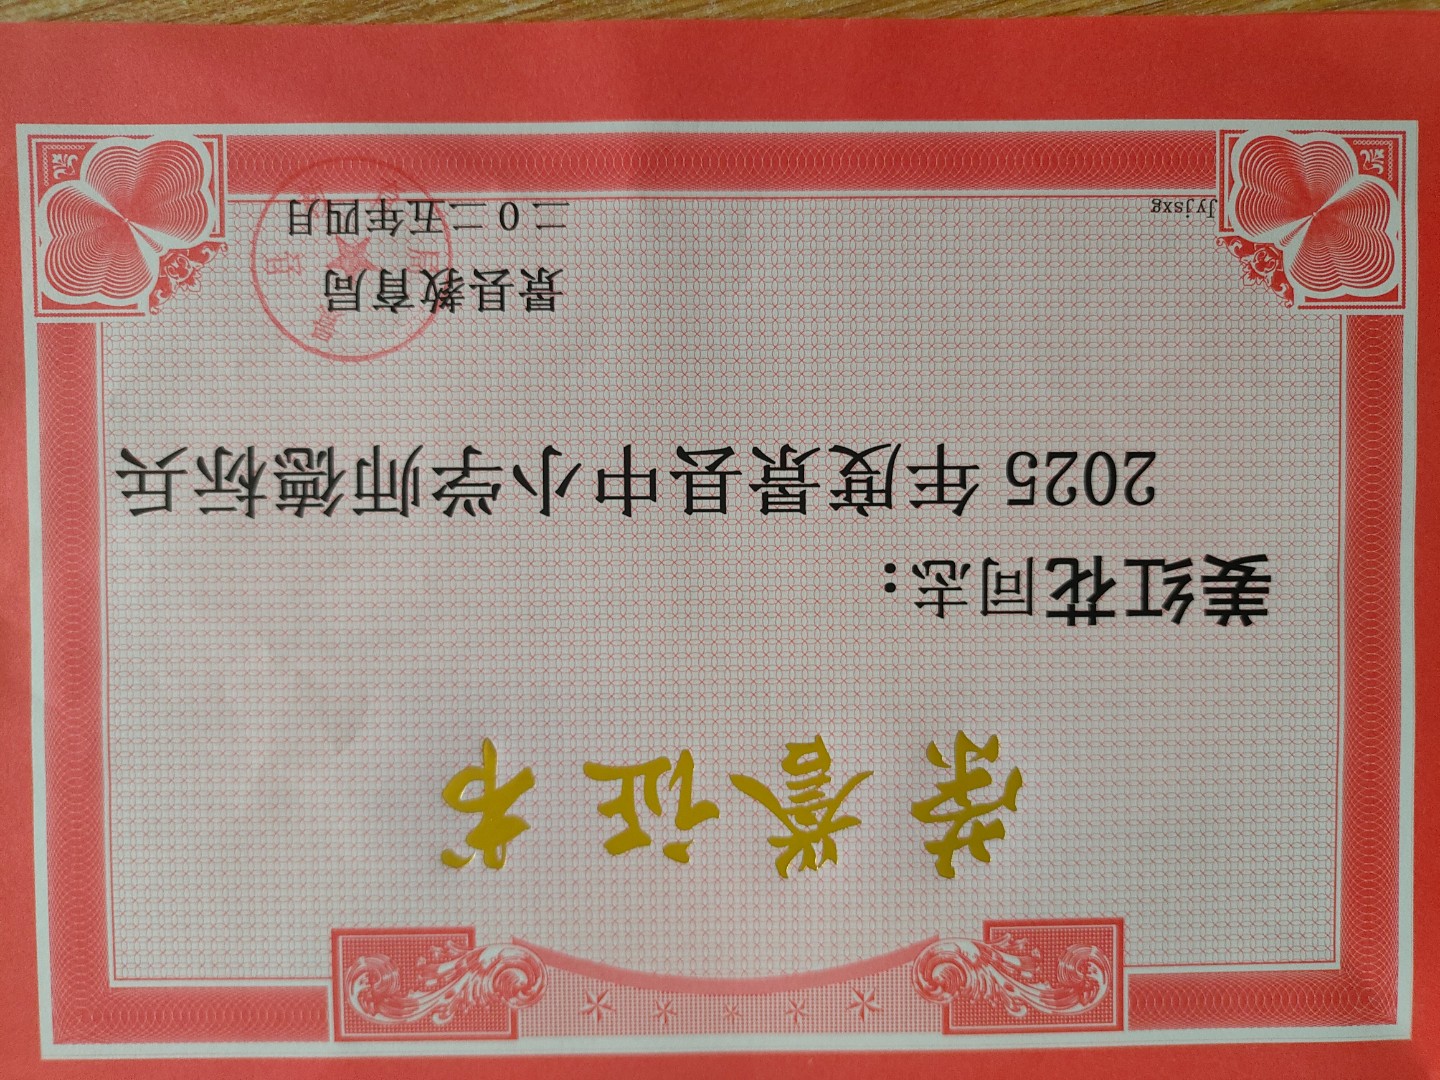 荣誉证书
姜红花同志：
2025年度景县中小学师德标兵
景县教育局
二0二五年四月
Jyjsxg